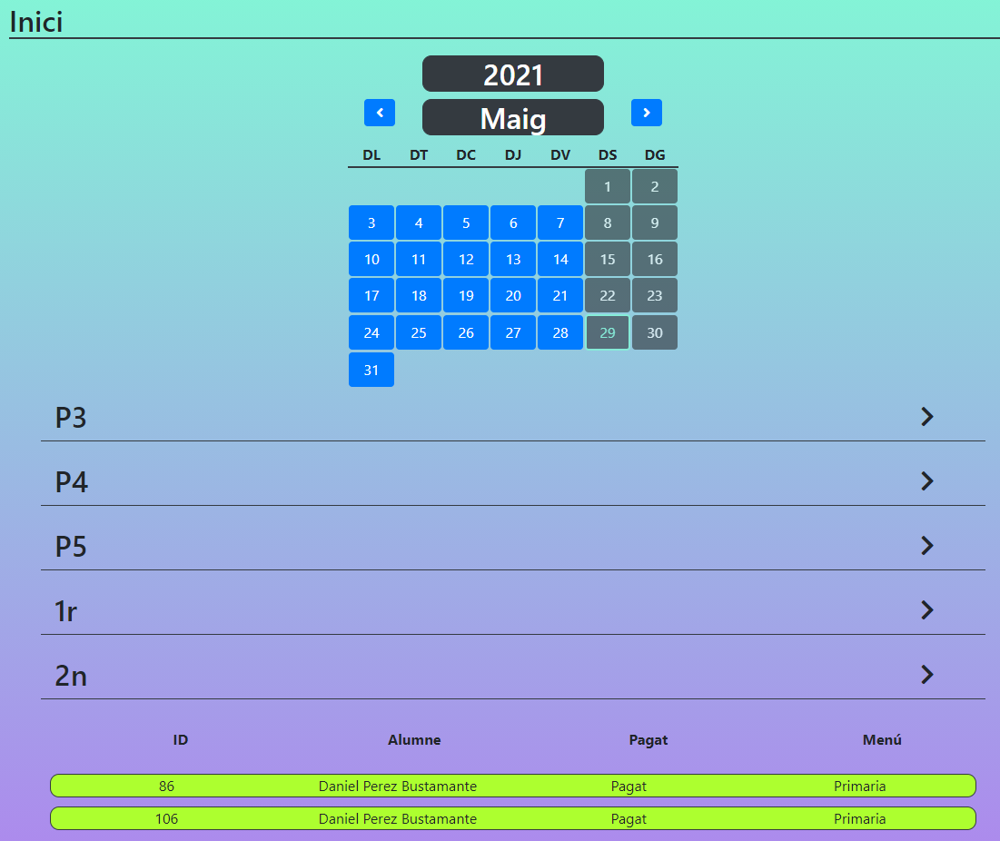 Inici
2021
Maig
DL DT DC DJ DV DS DG
1 2
3 4 5 6 7 8 9
10 11 12 13 14 15 16
17 18 19 20 21 22 23
24 25 26 27 28 29 30
31
P3
P4
P5
1r
2n
ID Alumne Pagat Menú
86 Daniel Perez Bustamante Pagat Primaria
106 Daniel Perez Bustamante Pagat Primaria